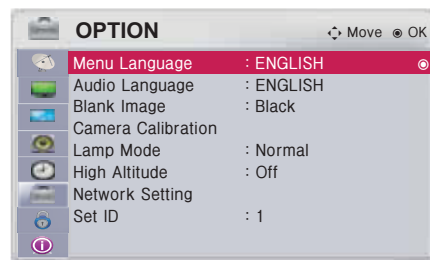 OPTION Move OK
Menu Language : ENGLISH
Audio Language : ENGLISH
Blank Image : Black
Camera Calibration
Lamp Mode : Normal
High Altitude : Off
Network Setting
Set ID : 1